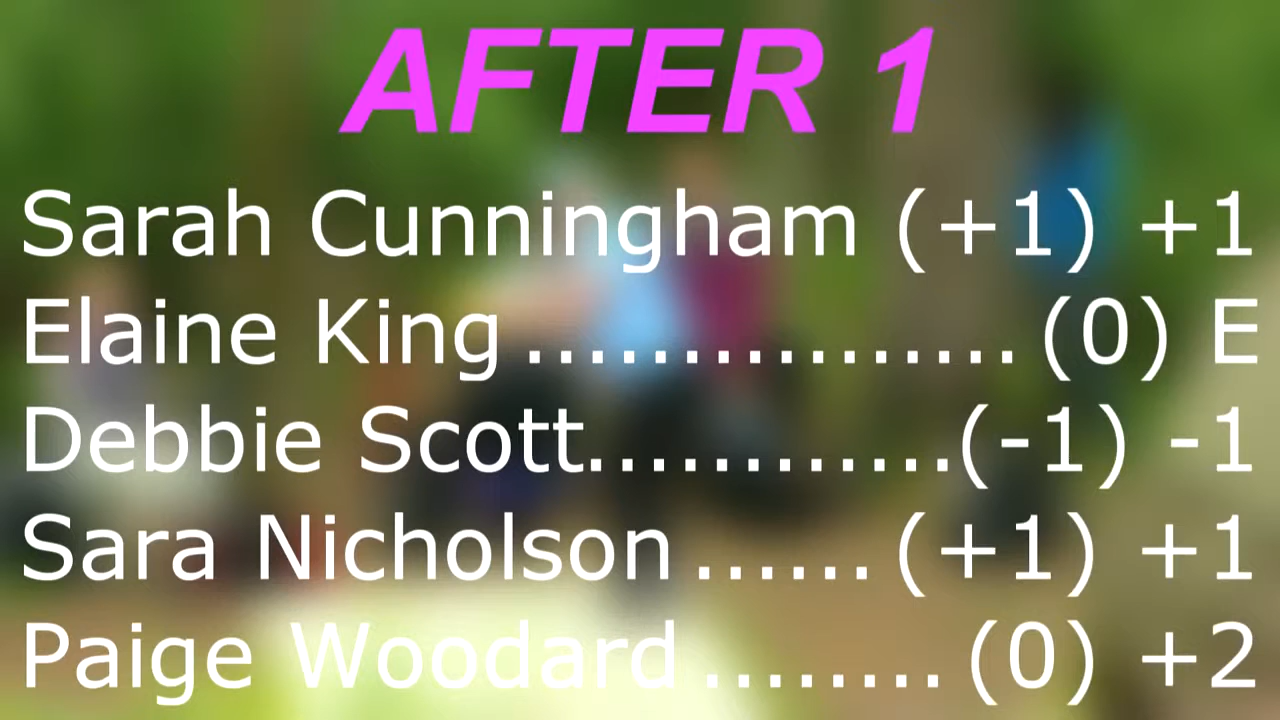 AFTER 1
Sarah Cunningham (+1) +1
Elaine King ................ (0) E
Debbie Scott............(-1) -1
Sara Nicholson ...... (+1) +1
Paige Woodard ........ (0) +2